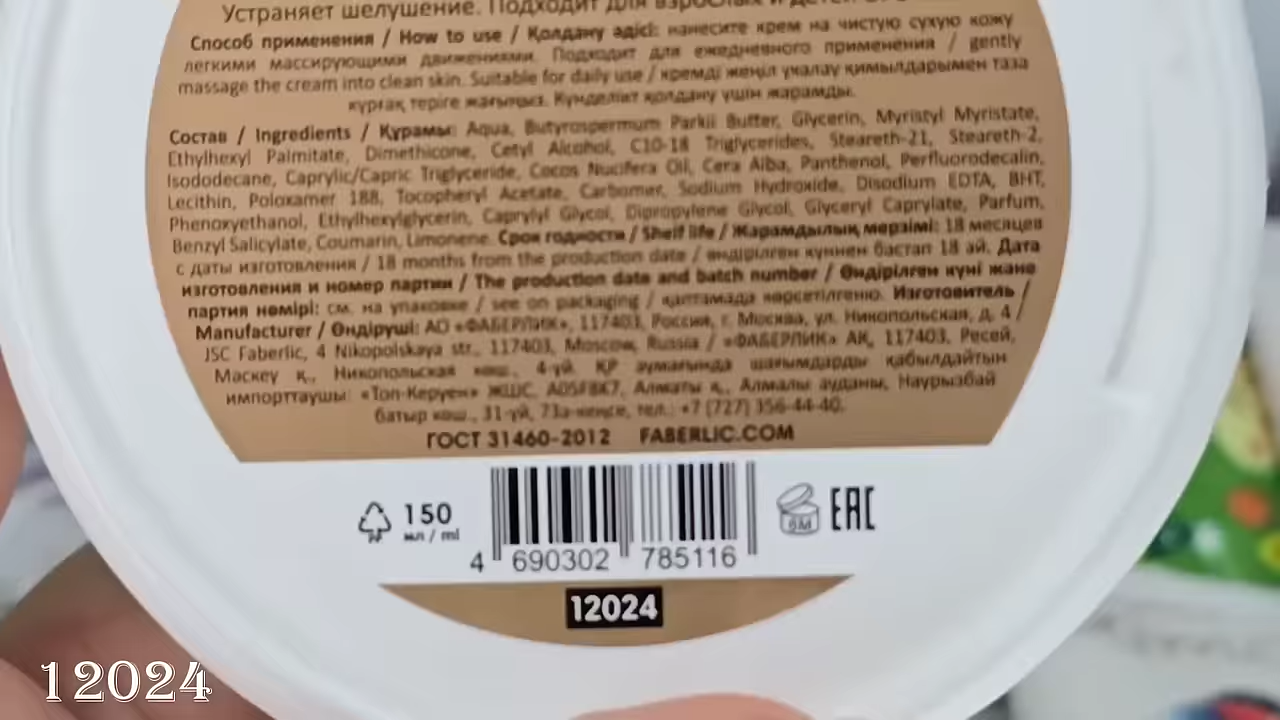 Устраняет шелушение. Подходит для взрослых и детей.
Способ применения / How to use / Қолдану әдісі: нанесите крем на чистую сухую кожу
легкими массирующими движениями. Подходит для ежедневного применения / gently
massage the cream into clean skin. Suitable for daily use / кремді жеңіл укалау қимылдарымен таза
құрғақ теріге жағыңыз. Күнделікті қолдану үшін жарамды.
Состав / Ingredients / Құрамы: Aqua, Butyrospermum Parkii Butter, Glycerin, Myristyl Myristate,
Ethylhexyl Palmitate, Dimethicone, Cetyl Alcohol, C10-18 Triglycerides, Steareth-21, Steareth-2,
Isododecane, Caprylic/Capric Triglyceride, Cocos Nucifera Oil, Cera Alba, Panthenol, Perfluorodecalin,
Lecithin, Poloxamer 188, Tocopheryl Acetate, Carbomer, Sodium Hydroxide, Disodium EDTA, BHT,
Phenoxyethanol, Ethylhexylglycerin, Caprylyl Glycol, Dipropylene Glycol, Glyceryl Caprylate, Parfum,
Benzyl Salicylate, Coumarin, Limonene. Срок годности / Shelf life / Жарамдылық мерзімі: 18 месяцев
с даты изготовления / 18 months from the production date / өндірілген күннен бастап 18 ай. Дата
изготовления и номер партии / The production date and batch number / Өндірілген күні және
партия нөмірі: см. на упаковке / see on packaging / қаптамада көрсетілгені. Изготовитель /
Manufacturer / Өндіруші: АО «ФАБЕРЛИК», 117403, Россия, г. Москва, ул. Никопольская, д. 4 /
JSC Faberlic, 4 Nikopolskaya str., 117403, Moscow, Russia / «ФАБЕРЛИК» АҚ, 117403, Ресей,
Мәскеу қ., Никопольская көш., 4-үй. ҚР аумағында шағымдарды қабылдайтын
импорттаушы: «Топ-Керуен» ЖШС, A05F8K7, Алматы қ., Алмалы ауданы, Наурызбай
батыр көш., 31-үй, 73а-кеңсе, тел.: +7 (727) 356-44-40.
ГОСТ 31460-2012 FABERLIC.COM
150
мл / ml
6M
EAC
4 690302 785116
12024
12024